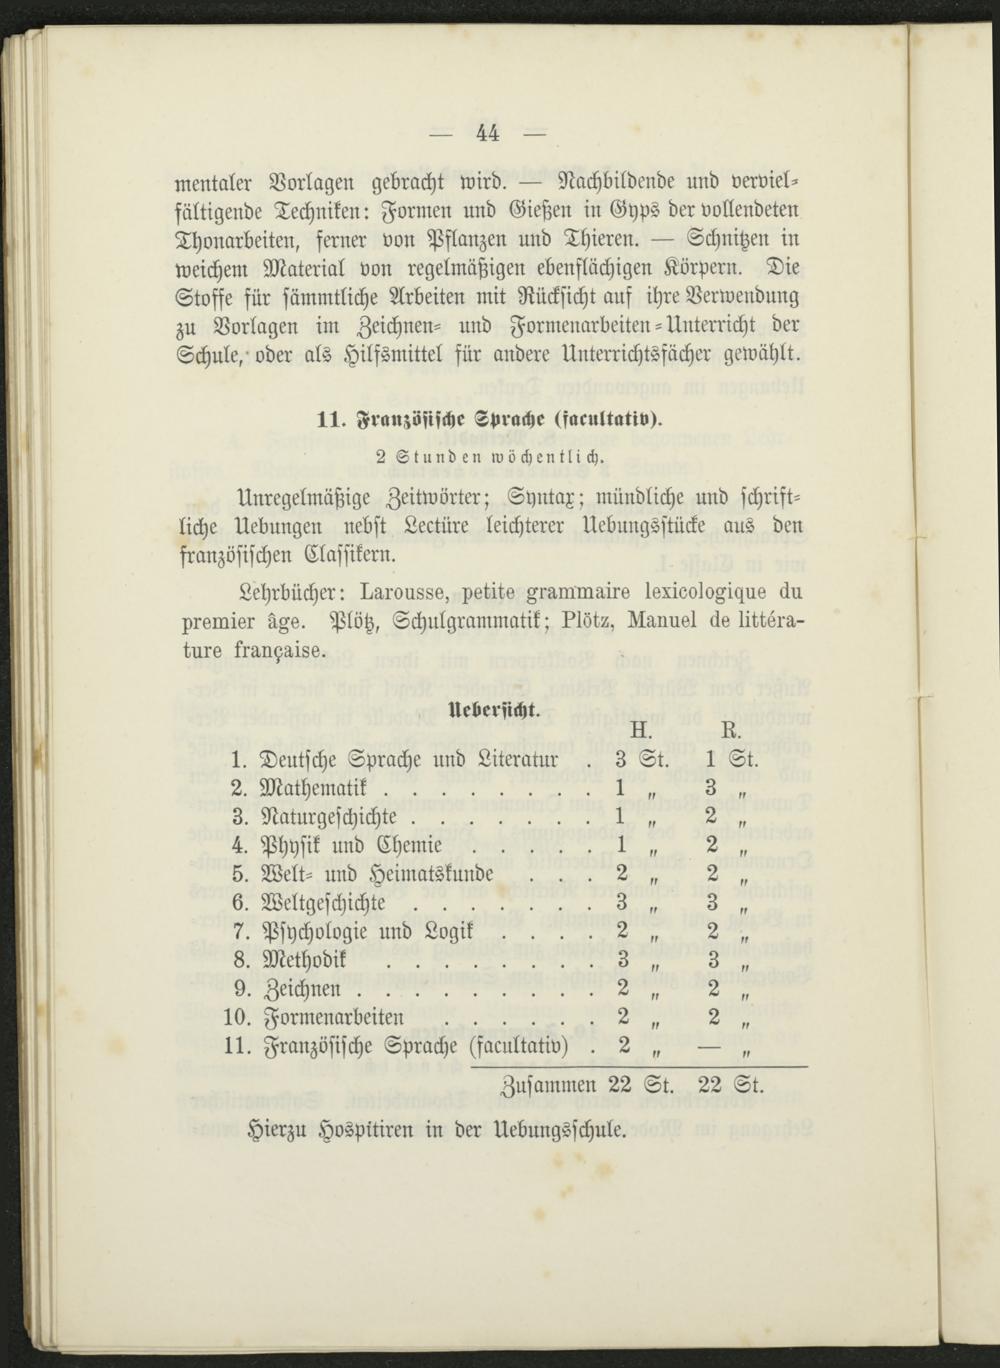 — 44 —
mentaler Vorlagen gebracht wird. — Nachbildende und verviel-
fältigende Techniken: Formen und Gießen in Gyps der vollendeten
Thonarbeiten, ferner von Pflanzen und Thieren. — Schnitzen in
weichem Material von regelmäßigen ebenflächigen Körpern. Die
Stoffe für sämmtliche Arbeiten mit Rücksicht auf ihre Verwendung
zu Vorlagen im Zeichnen- und Formenarbeiten-Unterricht der
Schule, oder als Hilfsmittel für andere Unterrichtsfächer gewählt.
11. Französische Sprache (facultativ).
2 Stunden wöchentlich.
Unregelmäßige Zeitwörter; Syntax; mündliche und schrift-
liche Uebungen nebst Lectüre leichterer Uebungsstücke aus den
französischen Classikern.
Lehrbücher: Larousse, petite grammaire lexicologique du
premier âge. Plötz, Schulgrammatik; Plötz, Manuel de littéra-
ture française.
Uebersicht.
H. R.
1. Deutsche Sprache und Literatur . 3 St. 1 St.
2. Mathematik . . . . . . . . . 1 „ 3 „
3. Naturgeschichte . . . . . . . 1 „ 2 „
4. Physik und Chemie . . . . . 1 „ 2 „
5. Welt- und Heimatskunde . . . 2 „ 2 „
6. Weltgeschichte . . . . . . . 3 „ 3 „
7. Psychologie und Logik . . . . 2 „ 2 „
8. Methodik . . . . . . . . 3 „ 3 „
9. Zeichnen . . . . . . . . . 2 „ 2 „
10. Formenarbeiten . . . . . . 2 „ 2 „
11. Französische Sprache (facultativ) . 2 „ — „
Zusammen 22 St. 22 St.
Hierzu Hospitiren in der Uebungsschule.